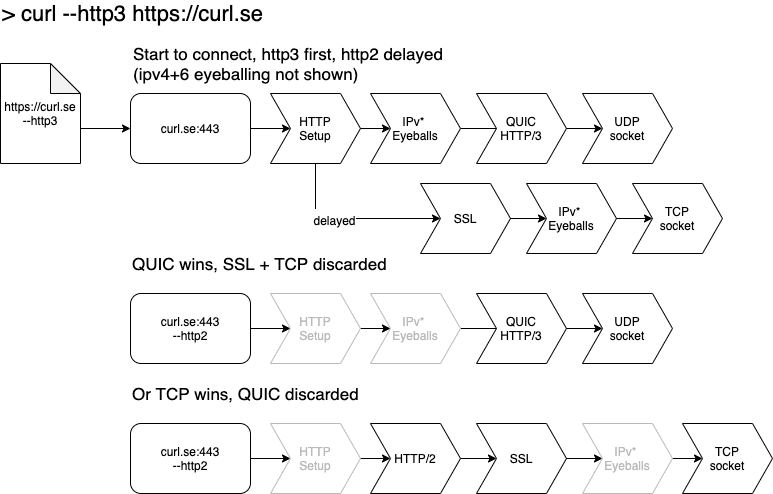 > curl --http3 https://curl.se
Start to connect, http3 first, http2 delayed
(ipv4+6 eyeballing not shown)
https://curl.se
--http3
curl.se:443
HTTP
Setup
IPv*
Eyeballs
QUIC
HTTP/3
UDP
socket
delayed
SSL
IPv*
Eyeballs
TCP
socket
QUIC wins, SSL + TCP discarded
curl.se:443
--http2
HTTP
Setup
IPv*
Eyeballs
QUIC
HTTP/3
UDP
socket
Or TCP wins, QUIC discarded
curl.se:443
--http2
HTTP
Setup
HTTP/2
SSL
IPv*
Eyeballs
TCP
socket